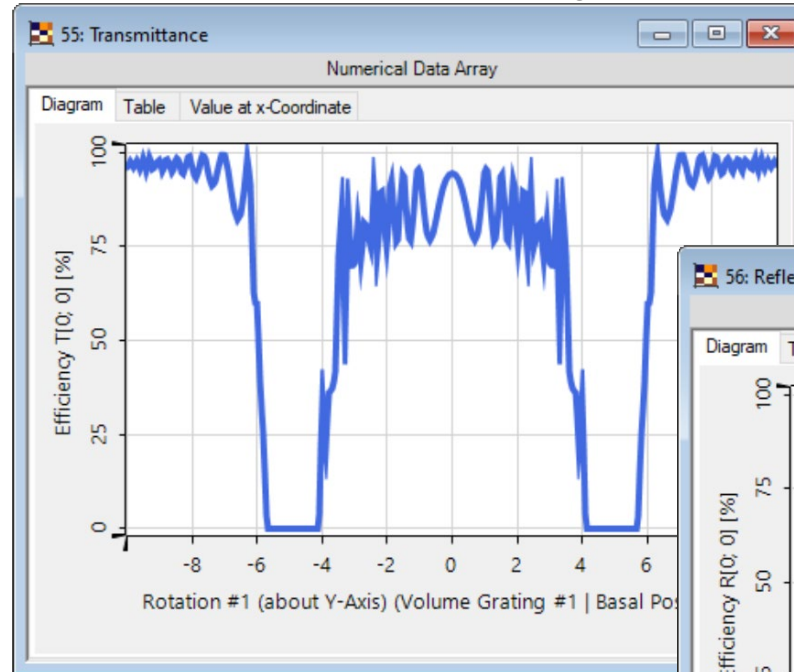 55: Transmittance
Numerical Data Array
Diagram Table Value at x-Coordinate
100
75
50
25
0
Efficiency T[0; 0] [%]
-8 -6 -4 -2 0 2 4 6
Rotation #1 (about Y-Axis) (Volume Grating #1 | Basal Pos
56: Refle
Diagram T
100
75
50
Efficiency R[0; 0] [%]